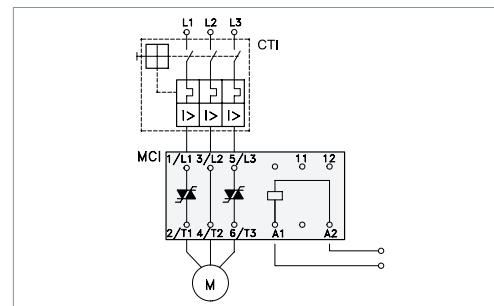 L1 L2 L3
CTI
I> I> I>
MCI
1/L1 3/L2 5/L3 11 12
2/T1 4/T2 6/T3 A1 A2
M